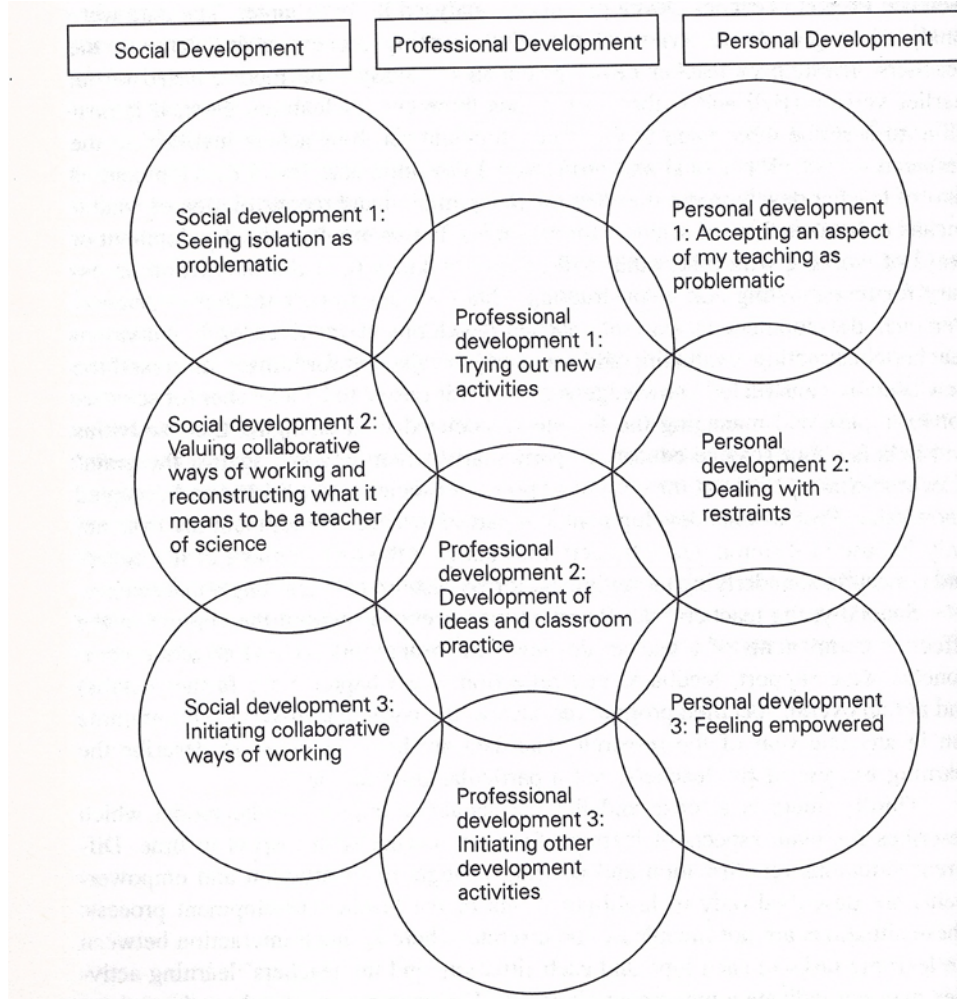 Social Development
Professional Development
Personal Development
Social development 1:
Seeing isolation as
problematic
Personal development
1: Accepting an aspect
of my teaching as
problematic
Professional
development 1:
Trying out new
activities
Social development 2:
Valuing collaborative
ways of working and
reconstructing what it
means to be a teacher
of science
Personal
development 2:
Dealing with
restraints
Professional
development 2:
Development of
ideas and classroom
practice
Social development 3:
Initiating collaborative
ways of working
Personal development
3: Feeling empowered
Professional
development 3:
Initiating other
development
activities